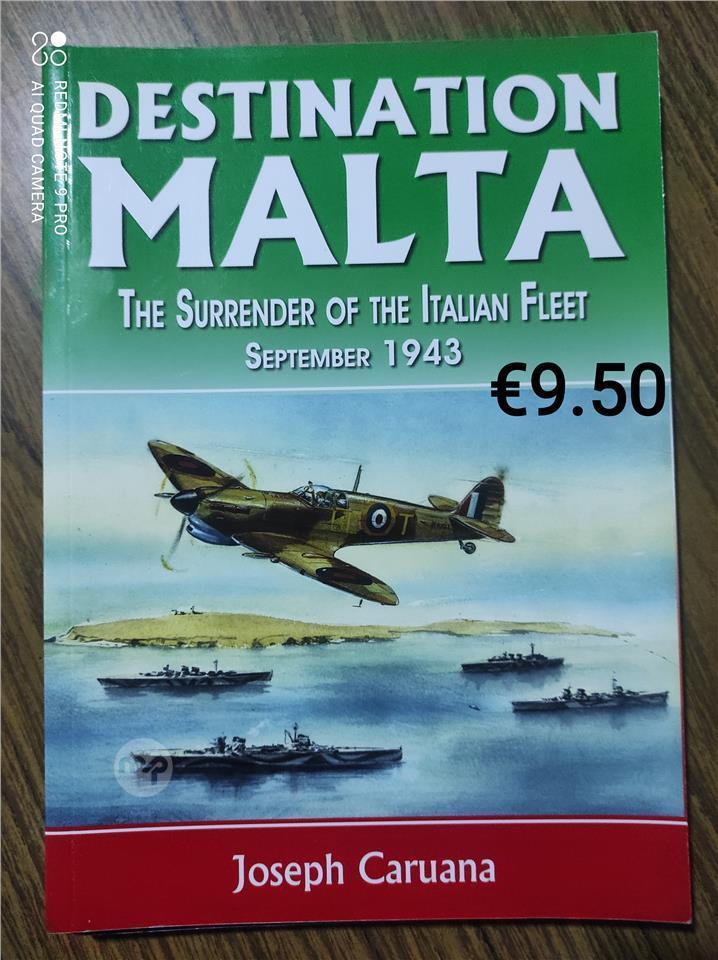 DESTINATION
MALTA
THE SURRENDER OF THE ITALIAN FLEET
SEPTEMBER 1943
€9.50
T
Joseph Caruana
REDMI NOTE 9 PRO
AI QUAD CAMERA